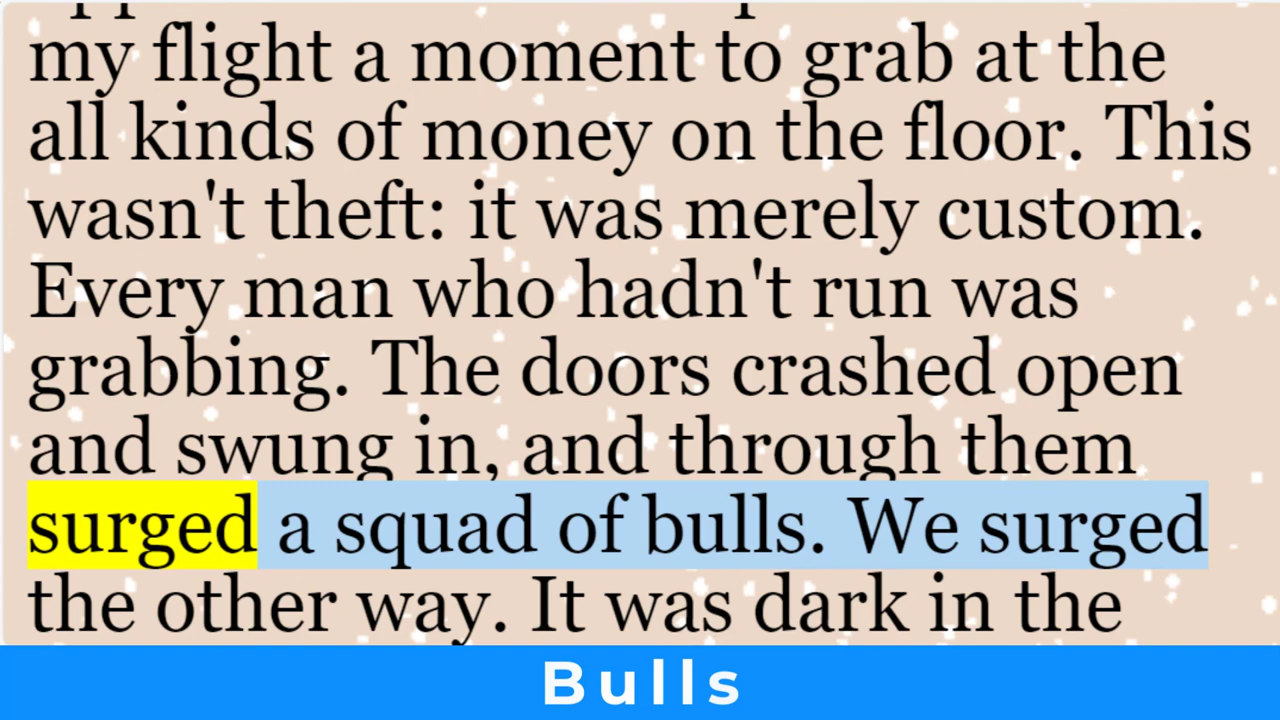 my flight a moment to grab at the
all kinds of money on the floor. This
wasn't theft: it was merely custom.
Every man who hadn't run was
grabbing. The doors crashed open
and swung in, and through them
surged a squad of bulls. We surged
the other way. It was dark in the
Bulls